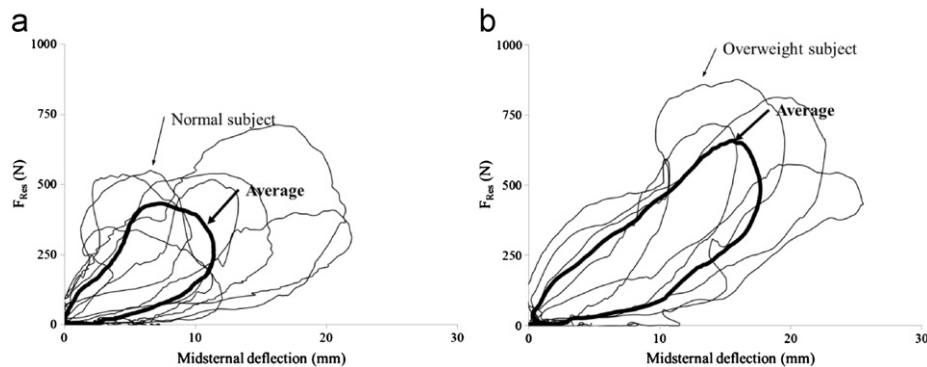 a
1000
750
500
250
0
F_Res (N)
Normal subject
Average
0
10
20
30
Midsternal deflection (mm)
b
1000
750
500
250
0
F_Res (N)
Overweight subject
Average
0
10
20
30
Midsternal deflection (mm)